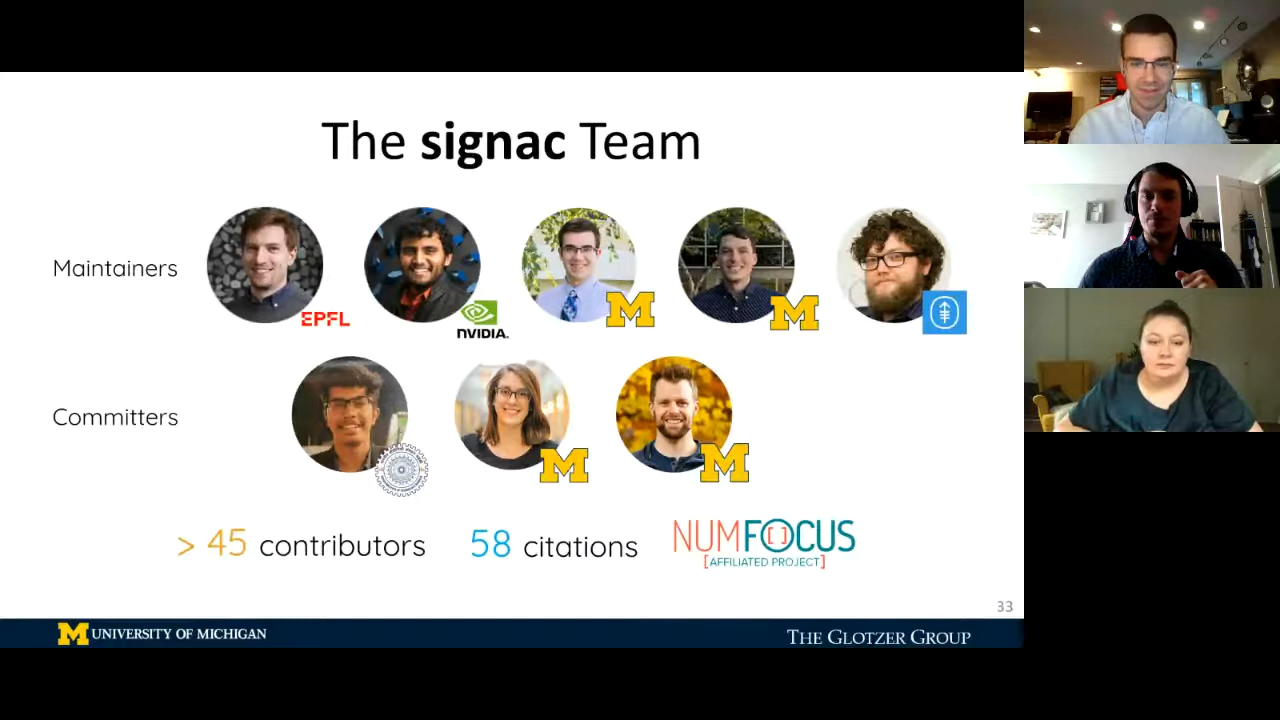 The signac Team
Maintainers
EPFL
NVIDIA.
M
M
Committers
M
M
> 45 contributors
58 citations
NUMFOCUS
[AFFILIATED PROJECT]
33
M UNIVERSITY OF MICHIGAN
THE GLOTZER GROUP